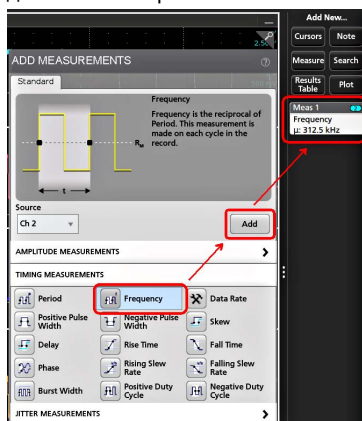 Add New...
2.50
Cursors
Note
ADD MEASUREMENTS
Measure
Search
Standard
Results
Table
Plot
Frequency
Frequency is the reciprocal of
Period. This measurement is
made on each cycle in the
record.
Meas 1
2
Frequency
µ: 312.5 kHz
RM
t
Source
Ch 2
Add
AMPLITUDE MEASUREMENTS
TIMING MEASUREMENTS
Period
Frequency
Data Rate
Positive Pulse
Width
Negative Pulse
Width
Skew
Delay
Rise Time
Fall Time
Phase
Rising Slew
Rate
Falling Slew
Rate
Burst Width
Positive Duty
Cycle
Negative Duty
Cycle
JITTER MEASUREMENTS